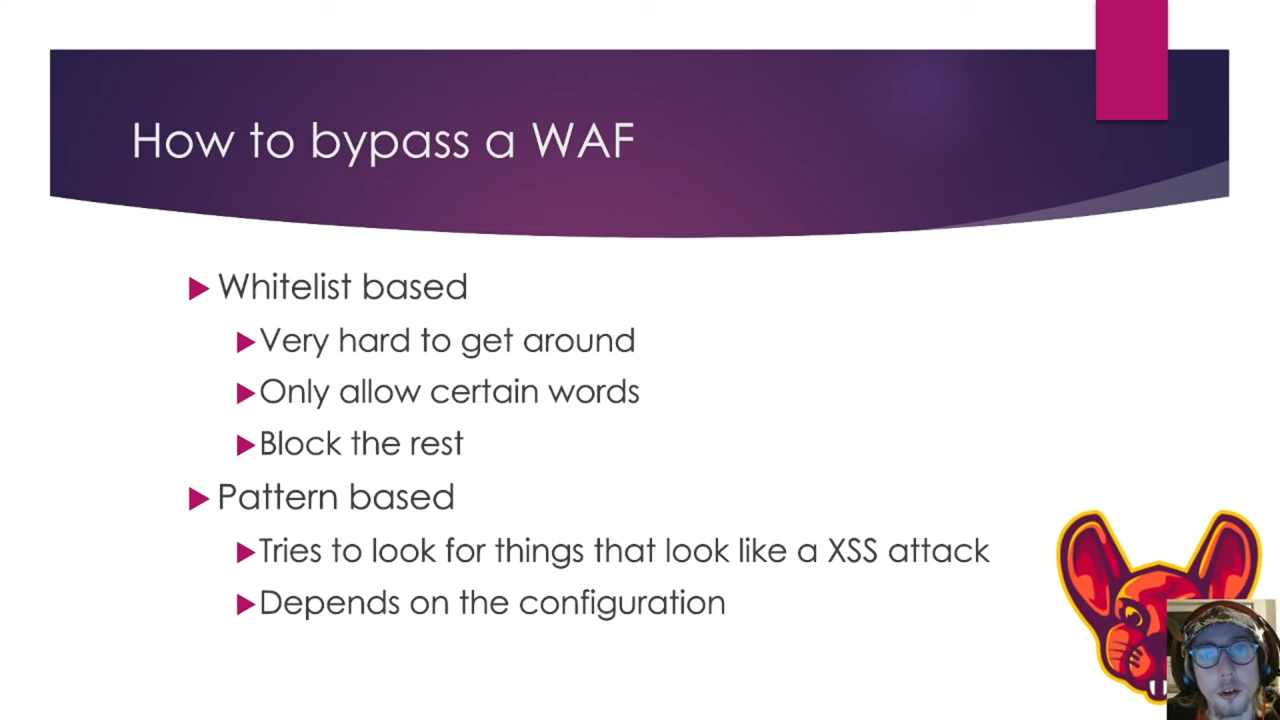 How to bypass a WAF
Whitelist based
Very hard to get around
Only allow certain words
Block the rest
Pattern based
Tries to look for things that look like a XSS attack
Depends on the configuration